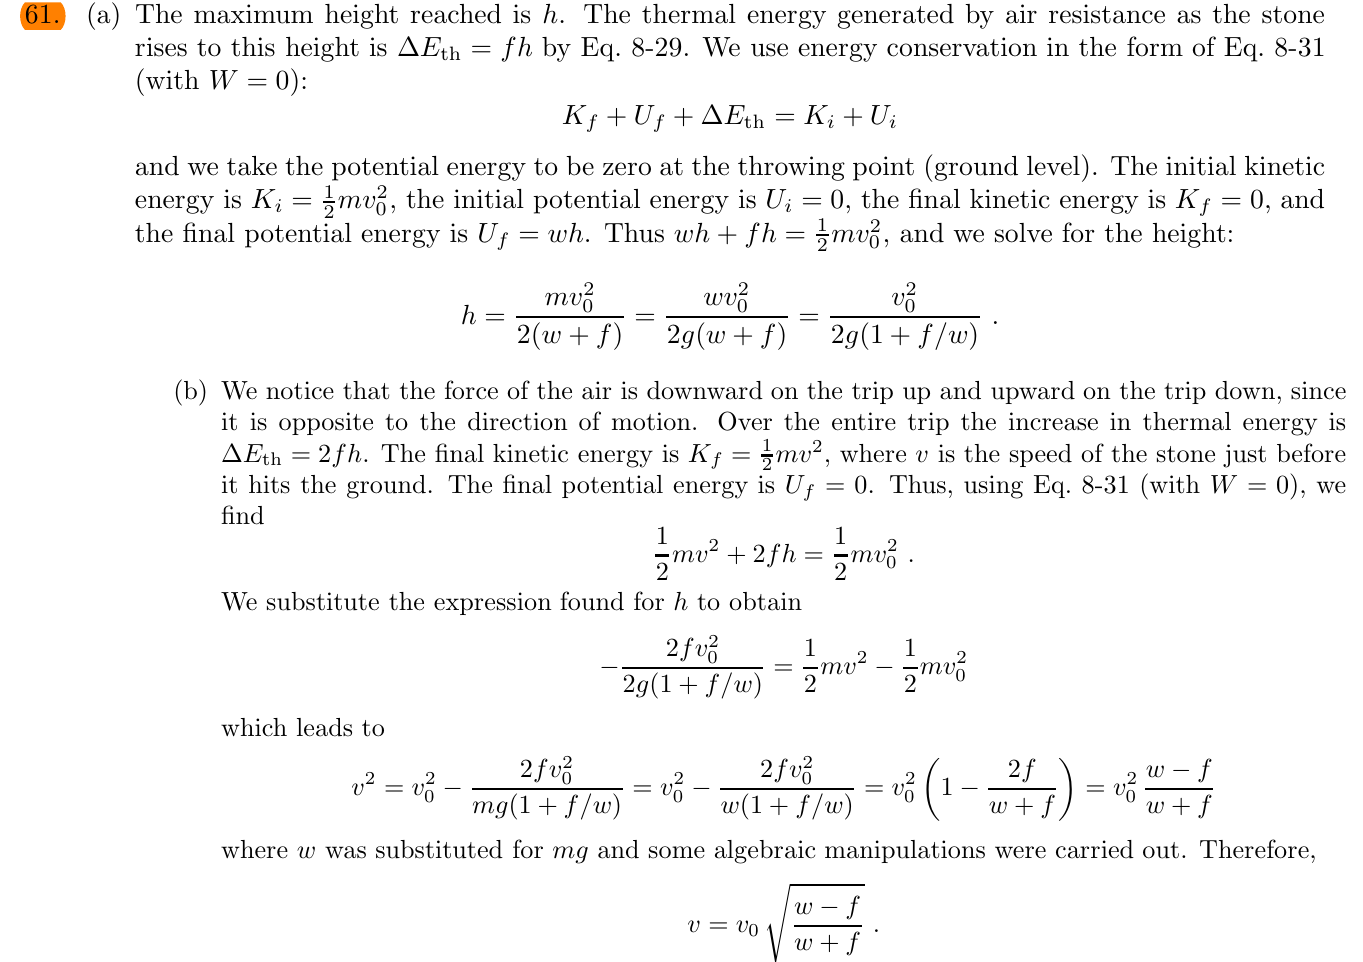 61. (a) The maximum height reached is h. The thermal energy generated by air resistance as the stone
rises to this height is ΔE_th = fh by Eq. 8-29. We use energy conservation in the form of Eq. 8-31
(with W = 0):
K_f + U_f + ΔE_th = K_i + U_i
and we take the potential energy to be zero at the throwing point (ground level). The initial kinetic
energy is K_i = \frac{1}{2}mv_0^2, the initial potential energy is U_i = 0, the final kinetic energy is K_f = 0, and
the final potential energy is U_f = wh. Thus wh + fh = \frac{1}{2}mv_0^2, and we solve for the height:
h = \frac{mv_0^2}{2(w + f)} = \frac{wv_0^2}{2g(w + f)} = \frac{v_0^2}{2g(1 + f/w)} .
(b) We notice that the force of the air is downward on the trip up and upward on the trip down, since
it is opposite to the direction of motion. Over the entire trip the increase in thermal energy is
ΔE_th = 2fh. The final kinetic energy is K_f = \frac{1}{2}mv^2, where v is the speed of the stone just before
it hits the ground. The final potential energy is U_f = 0. Thus, using Eq. 8-31 (with W = 0), we
find
\frac{1}{2}mv^2 + 2fh = \frac{1}{2}mv_0^2 .
We substitute the expression found for h to obtain
-\frac{2fv_0^2}{2g(1 + f/w)} = \frac{1}{2}mv^2 - \frac{1}{2}mv_0^2
which leads to
v^2 = v_0^2 - \frac{2fv_0^2}{mg(1 + f/w)} = v_0^2 - \frac{2fv_0^2}{w(1 + f/w)} = v_0^2 \left(1 - \frac{2f}{w + f}\right) = v_0^2 \frac{w - f}{w + f}
where w was substituted for mg and some algebraic manipulations were carried out. Therefore,
v = v_0 \sqrt{\frac{w - f}{w + f}} .